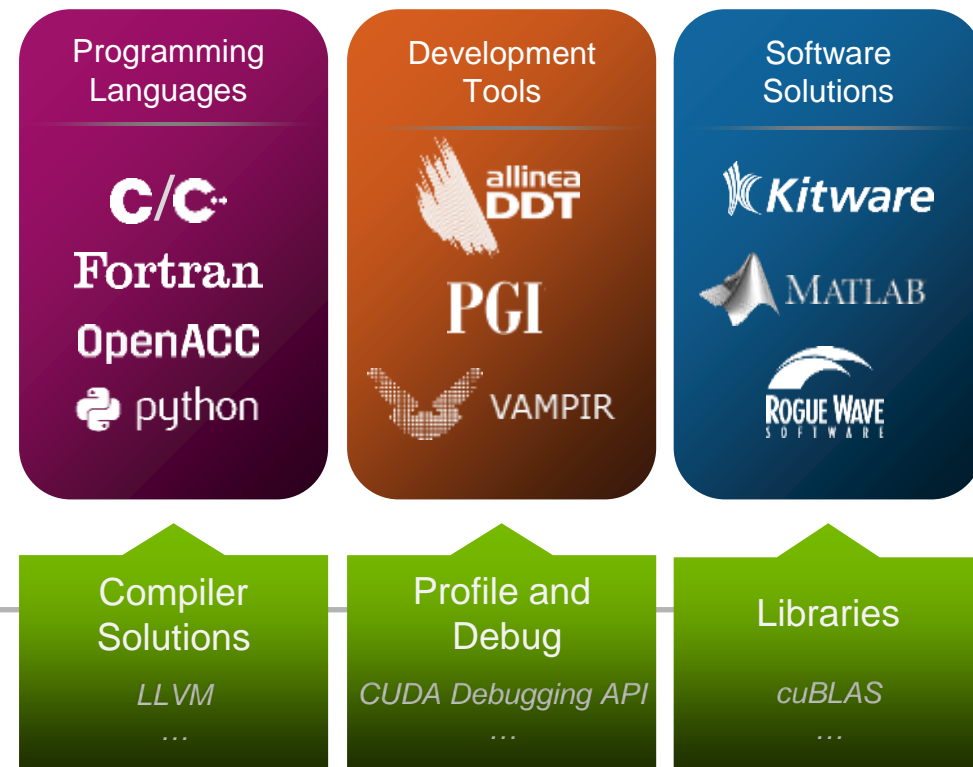 Programming
Languages
C/C++
Fortran
OpenACC
python
Development
Tools
allinea
DDT
PGI
VAMPIR
Software
Solutions
Kitware
MATLAB
ROGUE WAVE
SOFTWARE
Compiler
Solutions
LLVM
…
Profile and
Debug
CUDA Debugging API
…
Libraries
cuBLAS
…